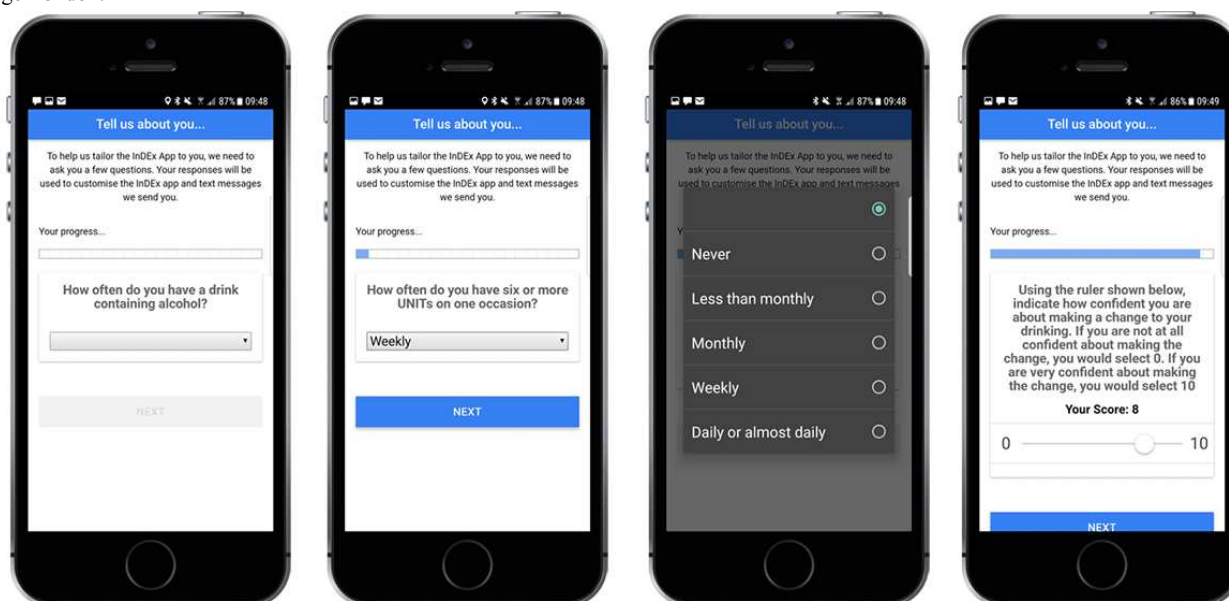 87% 09:48
Tell us about you...
To help us tailor the InDEx App to you, we need to
ask you a few questions. Your responses will be
used to customise the InDEx app and text messages
we send you.
Your progress...
How often do you have a drink
containing alcohol?
NEXT
87% 09:48
Tell us about you...
To help us tailor the InDEx App to you, we need to
ask you a few questions. Your responses will be
used to customise the InDEx app and text messages
we send you.
Your progress...
How often do you have six or more
UNITs on one occasion?
Weekly
NEXT
87% 09:48
Tell us about you...
To help us tailor the InDEx App to you, we need to
ask you a few questions. Your responses will be
used to customise the InDEx app and text messages
Y
Never
Less than monthly
Monthly
Weekly
Daily or almost daily
86% 09:49
Tell us about you...
To help us tailor the InDEx App to you, we need to
ask you a few questions. Your responses will be
used to customise the InDEx app and text messages
we send you.
Your progress...
Using the ruler shown below,
indicate how confident you are
about making a change to your
drinking. If you are not at all
confident about making the
change, you would select 0. If you
are very confident about making
the change, you would select 10
Your Score: 8
0 10
NEXT